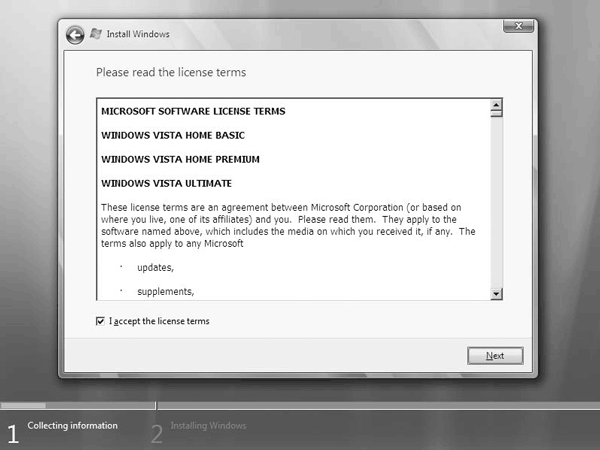 Install Windows
Please read the license terms
MICROSOFT SOFTWARE LICENSE TERMS
WINDOWS VISTA HOME BASIC
WINDOWS VISTA HOME PREMIUM
WINDOWS VISTA ULTIMATE
These license terms are an agreement between Microsoft Corporation (or based on
where you live, one of its affiliates) and you.  Please read them.  They apply to the
software named above, which includes the media on which you received it, if any.  The
terms also apply to any Microsoft
· updates,
· supplements,
I accept the license terms
Next
1 Collecting information
2 Installing Windows